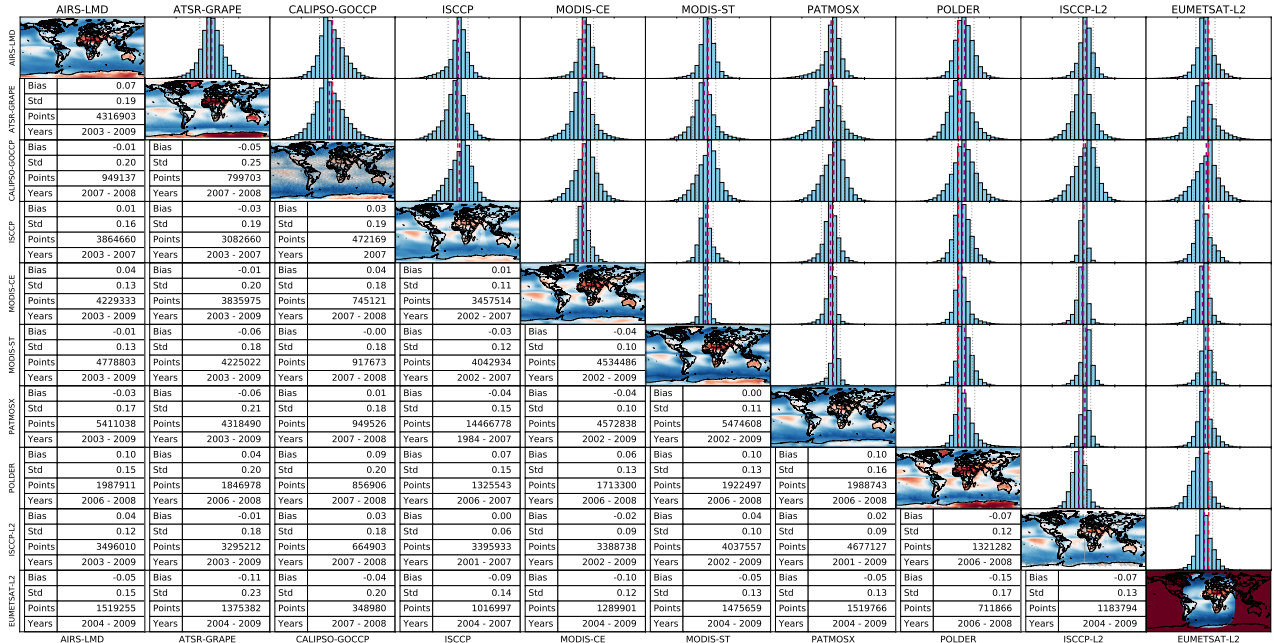 AIRS-LMD ATSR-GRAPE CALIPSO-GOCCP ISCCP MODIS-CE MODIS-ST PATMOSX POLDER ISCCP-L2 EUMETSAT-L2
AIRS-LMD
ATSR-GRAPE
Bias 0.07
Std 0.19
Points 4316903
Years 2003 - 2009
CALIPSO-GOCCP
Bias -0.01 Bias -0.05
Std 0.20 Std 0.25
Points 949137 Points 799703
Years 2007 - 2008 Years 2007 - 2008
ISCCP
Bias 0.01 Bias -0.03 Bias 0.03
Std 0.16 Std 0.19 Std 0.19
Points 3864660 Points 3082660 Points 472169
Years 2003 - 2007 Years 2003 - 2007 Years 2007
MODIS-CE
Bias 0.04 Bias -0.01 Bias 0.04 Bias 0.01
Std 0.13 Std 0.20 Std 0.18 Std 0.11
Points 4229333 Points 3835975 Points 745121 Points 3457514
Years 2003 - 2009 Years 2003 - 2009 Years 2007 - 2008 Years 2002 - 2007
MODIS-ST
Bias -0.01 Bias -0.06 Bias -0.00 Bias -0.03 Bias -0.04
Std 0.13 Std 0.18 Std 0.18 Std 0.12 Std 0.10
Points 4778803 Points 4225022 Points 917673 Points 4042934 Points 4534486
Years 2003 - 2009 Years 2003 - 2009 Years 2007 - 2008 Years 2002 - 2007 Years 2002 - 2009
PATMOSX
Bias -0.03 Bias -0.06 Bias 0.01 Bias -0.04 Bias -0.04 Bias 0.00
Std 0.17 Std 0.21 Std 0.18 Std 0.15 Std 0.10 Std 0.11
Points 5411038 Points 4318490 Points 949526 Points 14466778 Points 4572838 Points 5474608
Years 2003 - 2009 Years 2003 - 2009 Years 2007 - 2008 Years 1984 - 2007 Years 2002 - 2009 Years 2002 - 2009
POLDER
Bias 0.10 Bias 0.04 Bias 0.09 Bias 0.07 Bias 0.06 Bias 0.10 Bias 0.10
Std 0.15 Std 0.20 Std 0.20 Std 0.15 Std 0.13 Std 0.13 Std 0.16
Points 1987911 Points 1846978 Points 856906 Points 1325543 Points 1713300 Points 1922497 Points 1988743
Years 2006 - 2008 Years 2006 - 2008 Years 2007 - 2008 Years 2006 - 2007 Years 2006 - 2008 Years 2006 - 2008 Years 2006 - 2008
ISCCP-L2
Bias 0.04 Bias -0.01 Bias 0.03 Bias 0.00 Bias -0.02 Bias 0.04 Bias 0.02 Bias -0.07
Std 0.12 Std 0.18 Std 0.18 Std 0.06 Std 0.09 Std 0.10 Std 0.09 Std 0.12
Points 3496010 Points 3295212 Points 664903 Points 3395933 Points 3388738 Points 4037557 Points 4677127 Points 1321282
Years 2003 - 2009 Years 2003 - 2009 Years 2007 - 2008 Years 2001 - 2007 Years 2002 - 2009 Years 2002 - 2009 Years 2001 - 2009 Years 2006 - 2008
EUMETSAT-L2
Bias -0.05 Bias -0.11 Bias -0.04 Bias -0.09 Bias -0.10 Bias -0.05 Bias -0.05 Bias -0.15 Bias -0.07
Std 0.15 Std 0.23 Std 0.20 Std 0.14 Std 0.12 Std 0.13 Std 0.13 Std 0.17 Std 0.13
Points 1519255 Points 1375382 Points 348980 Points 1016997 Points 1289901 Points 1475659 Points 1519766 Points 711866 Points 1183794
Years 2004 - 2009 Years 2004 - 2009 Years 2007 - 2008 Years 2004 - 2007 Years 2004 - 2009 Years 2004 - 2009 Years 2004 - 2009 Years 2006 - 2008 Years 2004 - 2009
AIRS-LMD ATSR-GRAPE CALIPSO-GOCCP ISCCP MODIS-CE MODIS-ST PATMOSX POLDER ISCCP-L2 EUMETSAT-L2